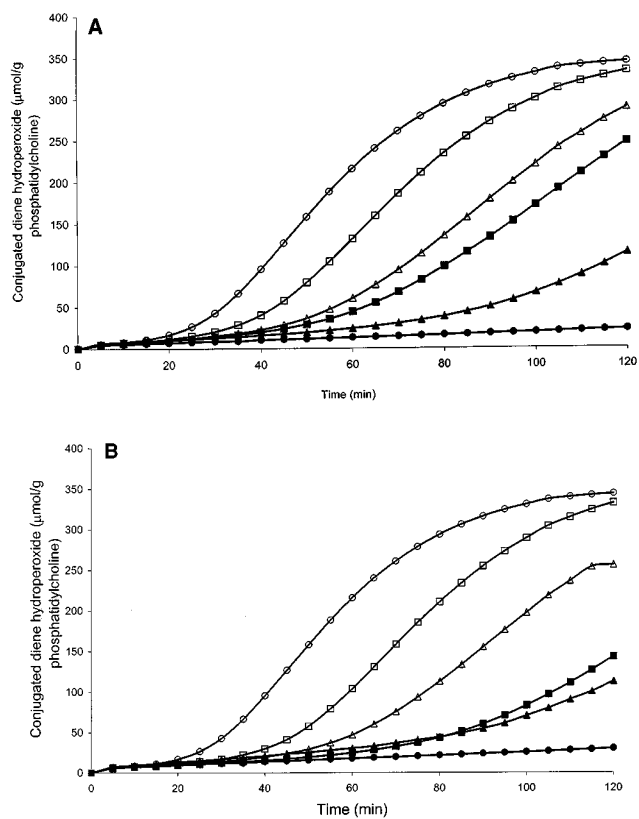 A
400
350
300
250
200
150
100
50
0
Conjugated diene hydroperoxide (μmol/g
phosphatidylcholine)
0 20 40 60 80 100 120
Time (min)
B
400
350
300
250
200
150
100
50
0
Conjugated diene hydroperoxide (μmol/g
phosphatidylcholine)
0 20 40 60 80 100 120
Time (min)